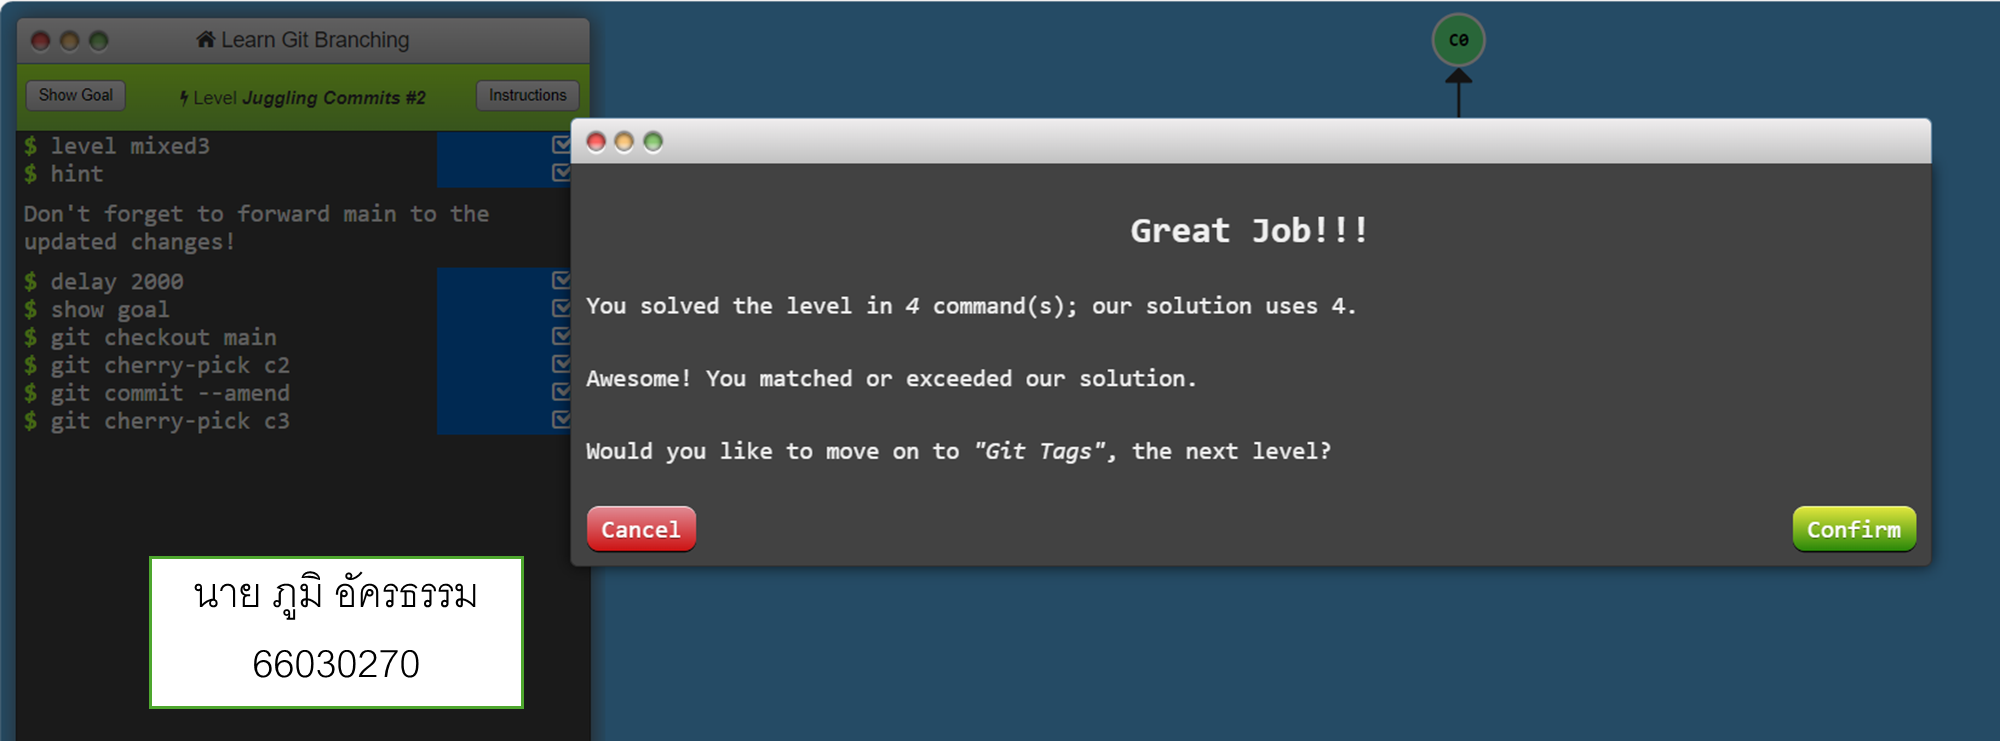 Learn Git Branching
Show Goal
Level Juggling Commits #2
Instructions
$ level mixed3
$ hint
Don't forget to forward main to the
updated changes!
$ delay 2000
$ show goal
$ git checkout main
$ git cherry-pick c2
$ git commit --amend
$ git cherry-pick c3
นาย ภูมิ อัครธรรม
66030270
C0
Great Job!!!
You solved the level in 4 command(s); our solution uses 4.
Awesome! You matched or exceeded our solution.
Would you like to move on to "Git Tags", the next level?
Cancel
Confirm